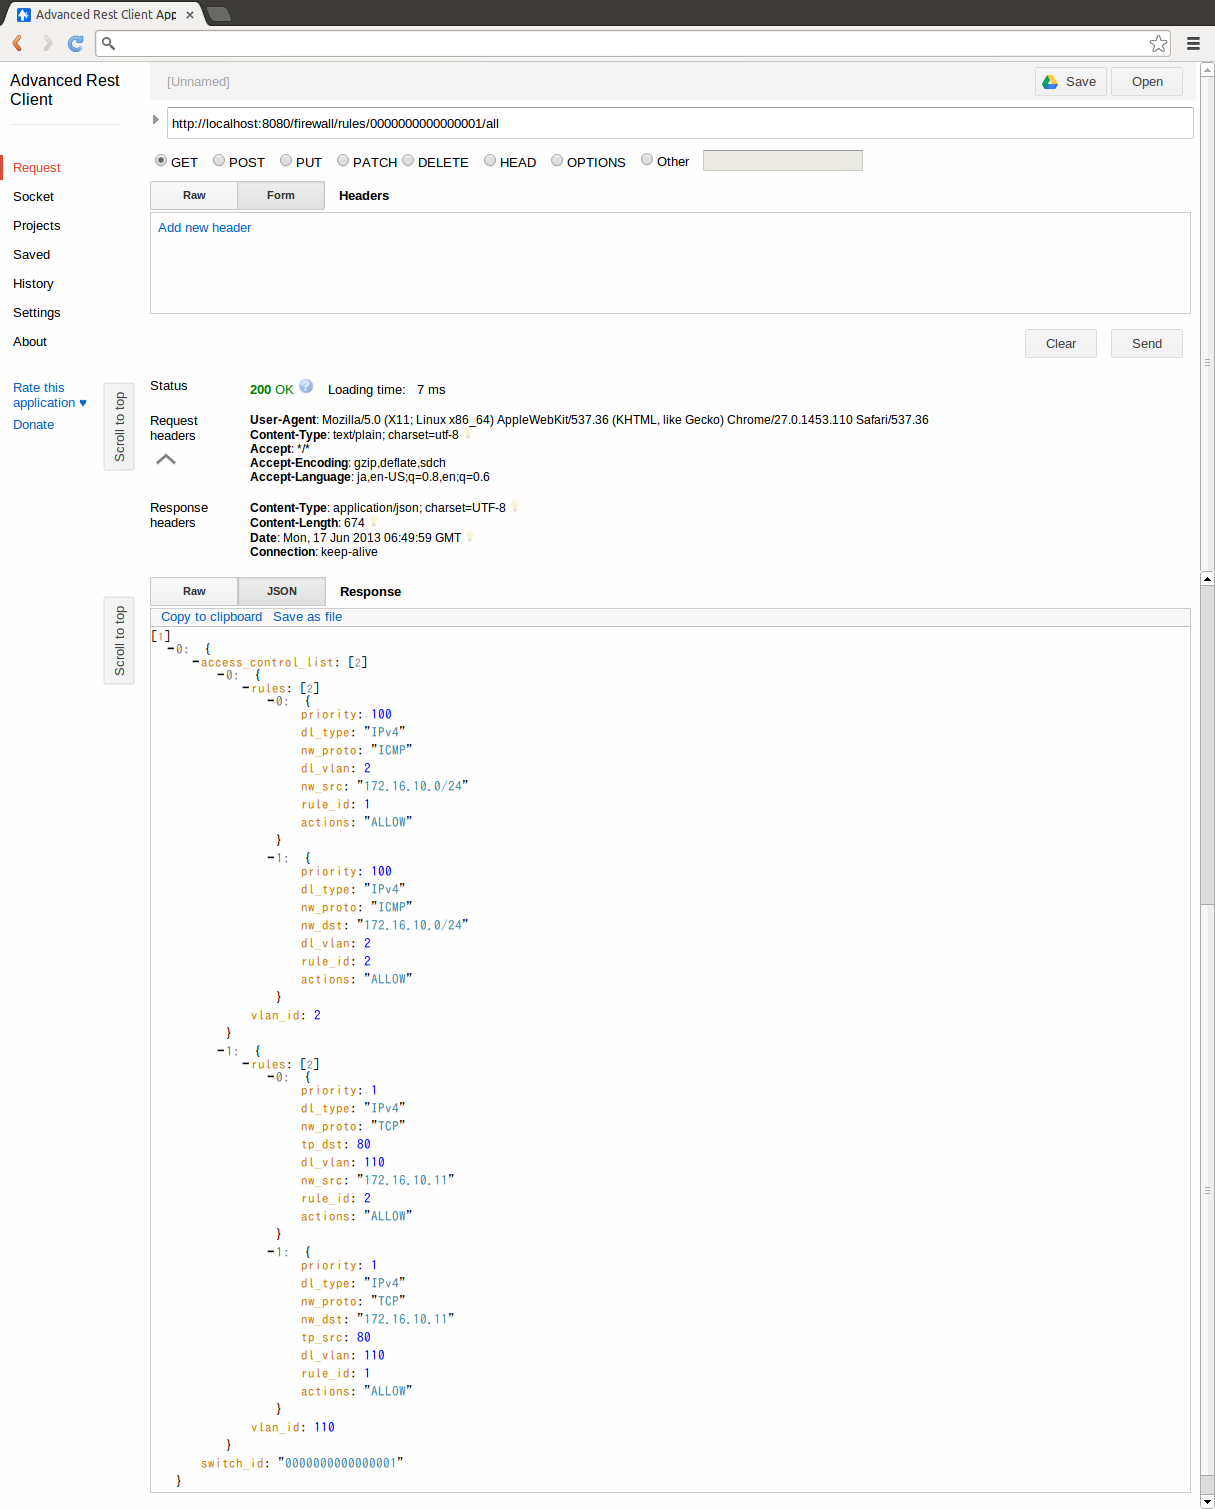 Advanced Rest Client App
Advanced Rest Client
[Unnamed]
Save
Open
http://localhost:8080/firewall/rules/0000000000000001/all
GET POST PUT PATCH DELETE HEAD OPTIONS Other
Raw Form Headers
Add new header
Clear Send
Request
Socket
Projects
Saved
History
Settings
About
Rate this
application ♥
Donate
Scroll to top
Status 200 OK ? Loading time: 7 ms
Request headers
User-Agent: Mozilla/5.0 (X11; Linux x86_64) AppleWebKit/537.36 (KHTML, like Gecko) Chrome/27.0.1453.110 Safari/537.36
Content-Type: text/plain; charset=utf-8
Accept: */*
Accept-Encoding: gzip,deflate,sdch
Accept-Language: ja,en-US;q=0.8,en;q=0.6
Response headers
Content-Type: application/json; charset=UTF-8
Content-Length: 674
Date: Mon, 17 Jun 2013 06:49:59 GMT
Connection: keep-alive
Scroll to top
Raw JSON Response
Copy to clipboard Save as file
[1]
-0: {
-access_control_list: [2]
-0: {
-rules: [2]
-0: {
priority: 100
dl_type: "IPv4"
nw_proto: "ICMP"
dl_vlan: 2
nw_src: "172.16.10.0/24"
rule_id: 1
actions: "ALLOW"
}
-1: {
priority: 100
dl_type: "IPv4"
nw_proto: "ICMP"
nw_dst: "172.16.10.0/24"
dl_vlan: 2
rule_id: 2
actions: "ALLOW"
}
vlan_id: 2
}
-1: {
-rules: [2]
-0: {
priority: 1
dl_type: "IPv4"
nw_proto: "TCP"
tp_dst: 80
dl_vlan: 110
nw_src: "172.16.10.11"
rule_id: 2
actions: "ALLOW"
}
-1: {
priority: 1
dl_type: "IPv4"
nw_proto: "TCP"
nw_dst: "172.16.10.11"
tp_src: 80
dl_vlan: 110
rule_id: 1
actions: "ALLOW"
}
vlan_id: 110
}
switch_id: "0000000000000001"
}